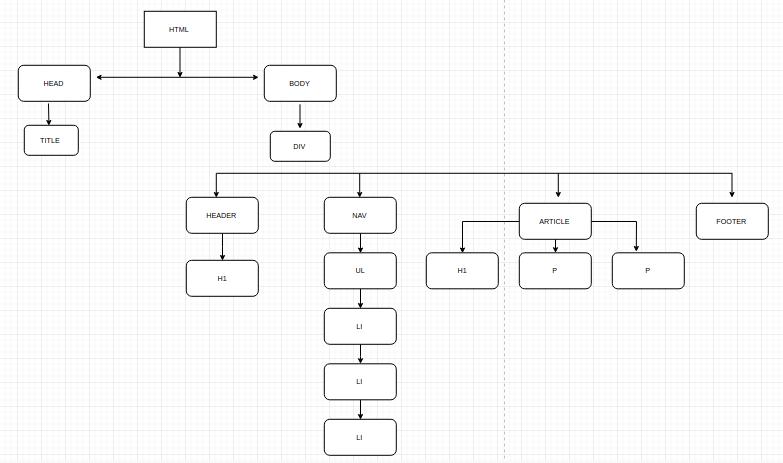 HTML
HEAD
BODY
TITLE
DIV
HEADER
NAV
ARTICLE
FOOTER
H1
UL
H1
P
P
LI
LI
LI